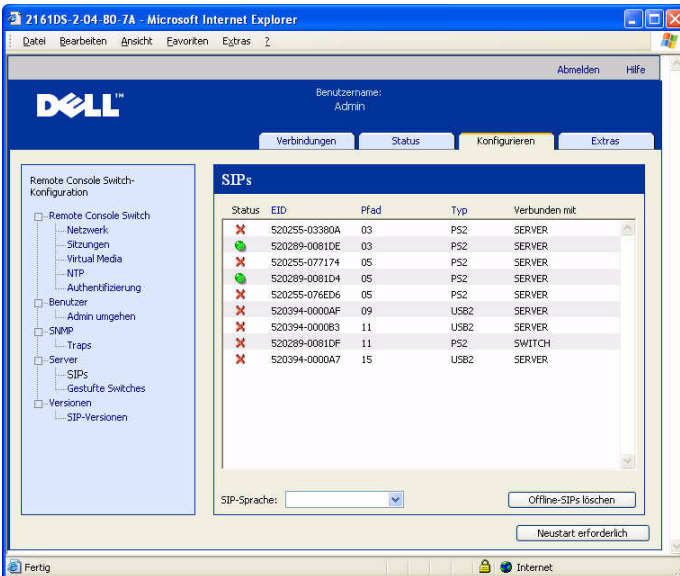 2161DS-2-04-80-7A - Microsoft Internet Explorer
Datei Bearbeiten Ansicht Favoriten Extras ?
Abmelden Hilfe
DELL™
Benutzername:
Admin
Verbindungen Status Konfigurieren Extras
Remote Console Switch-
Konfiguration
Remote Console Switch
Netzwerk
Sitzungen
Virtual Media
NTP
Authentifizierung
Benutzer
Admin umgehen
SNMP
Traps
Server
SIPs
Gestufte Switches
Versionen
SIP-Versionen
SIPs
Status EID Pfad Typ Verbunden mit
520255-03380A 03 PS2 SERVER
520289-0081DE 03 PS2 SERVER
520255-077174 05 PS2 SERVER
520289-0081D4 05 PS2 SERVER
520255-076ED6 05 PS2 SERVER
520394-0000AF 09 USB2 SERVER
520394-0000B3 11 USB2 SERVER
520289-0081DF 11 PS2 SWITCH
520394-0000A7 15 USB2 SERVER
SIP-Sprache:
Offline-SIPs löschen
Neustart erforderlich
Fertig
Internet